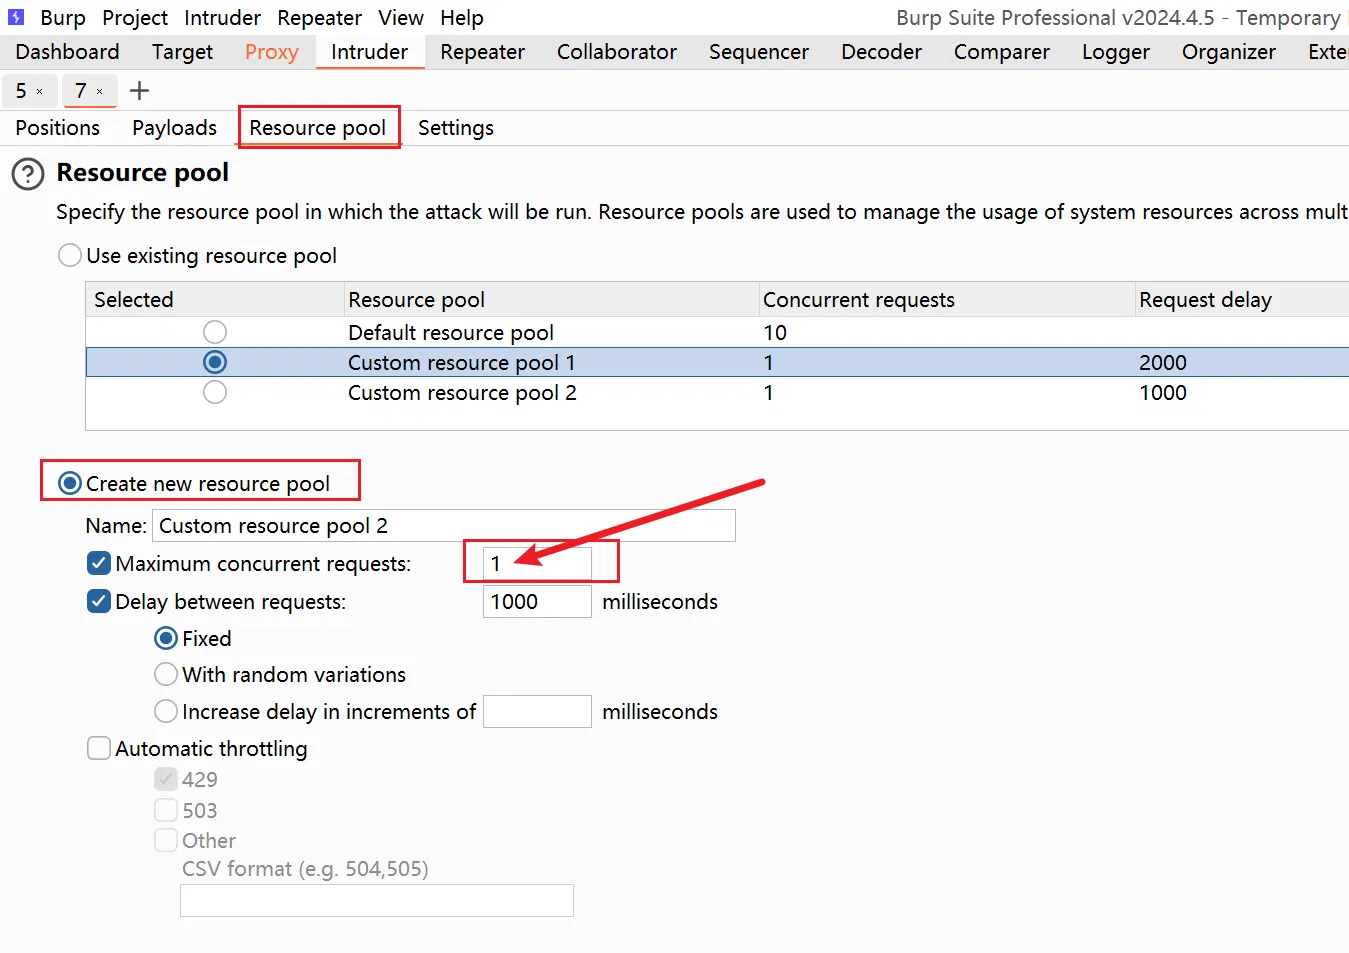 Burp Project Intruder Repeater View Help Burp Suite Professional v2024.4.5 - Temporary
Dashboard Target Proxy Intruder Repeater Collaborator Sequencer Decoder Comparer Logger Organizer Exte
5 × 7 × +
Positions Payloads Resource pool Settings
? Resource pool
Specify the resource pool in which the attack will be run. Resource pools are used to manage the usage of system resources across mult
Use existing resource pool
Selected Resource pool Concurrent requests Request delay
Default resource pool 10
Custom resource pool 1 1 2000
Custom resource pool 2 1 1000
Create new resource pool
Name: Custom resource pool 2
Maximum concurrent requests: 1
Delay between requests: 1000 milliseconds
Fixed
With random variations
Increase delay in increments of milliseconds
Automatic throttling
429
503
Other
CSV format (e.g. 504,505)